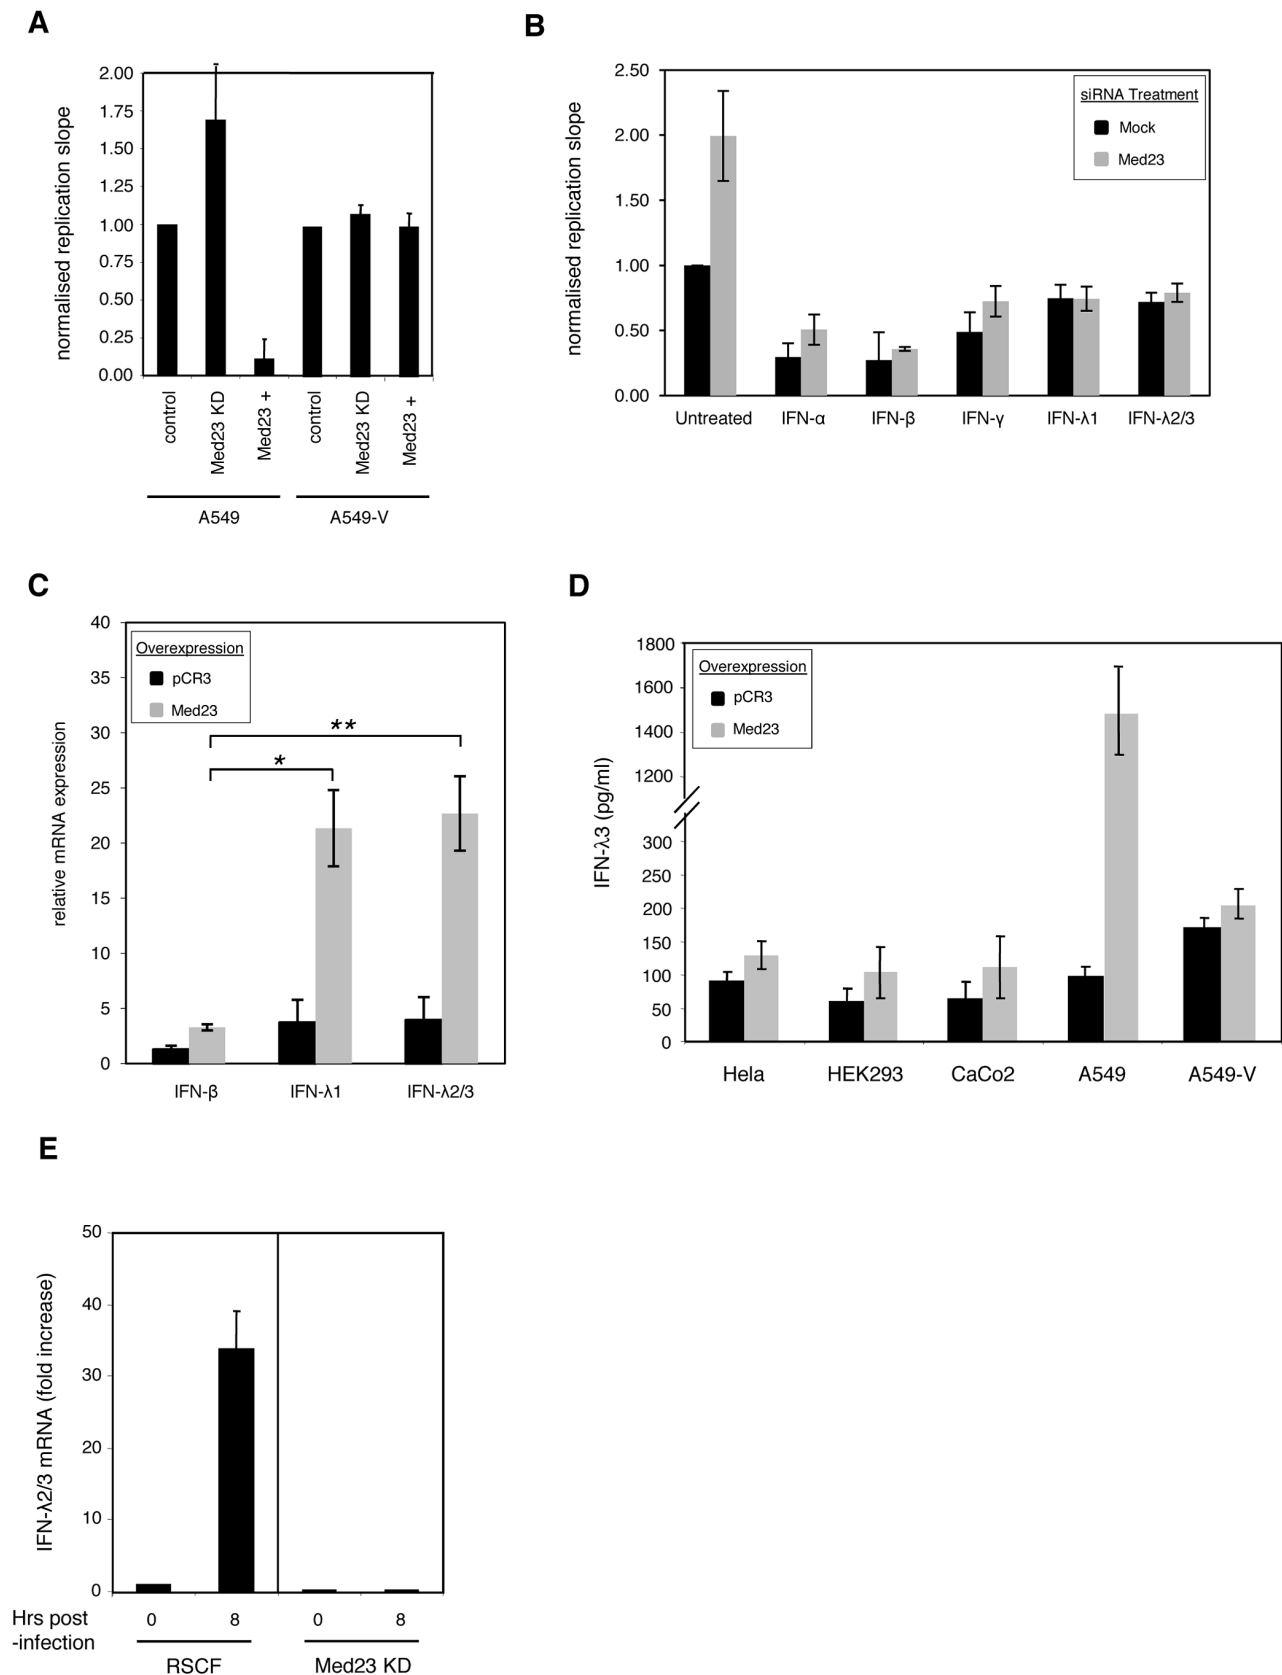 A
normalised replication slope
2.00
1.75
1.50
1.25
1.00
0.75
0.50
0.25
0.00
control
Med23 KD
Med23 +
control
Med23 KD
Med23 +
A549
A549-V
B
normalised replication slope
2.50
2.00
1.50
1.00
0.50
0.00
siRNA Treatment
Mock
Med23
Untreated
IFN-α
IFN-β
IFN-γ
IFN-λ1
IFN-λ2/3
C
relative mRNA expression
40
35
30
25
20
15
10
5
0
Overexpression
pCR3
Med23
**
*
IFN-β
IFN-λ1
IFN-λ2/3
D
IFN-λ3 (pg/ml)
1800
1600
1400
1200
300
250
200
150
100
50
0
Overexpression
pCR3
Med23
Hela
HEK293
CaCo2
A549
A549-V
E
IFN-λ2/3 mRNA (fold increase)
50
40
30
20
10
0
Hrs post
-infection
0
8
0
8
RSCF
Med23 KD